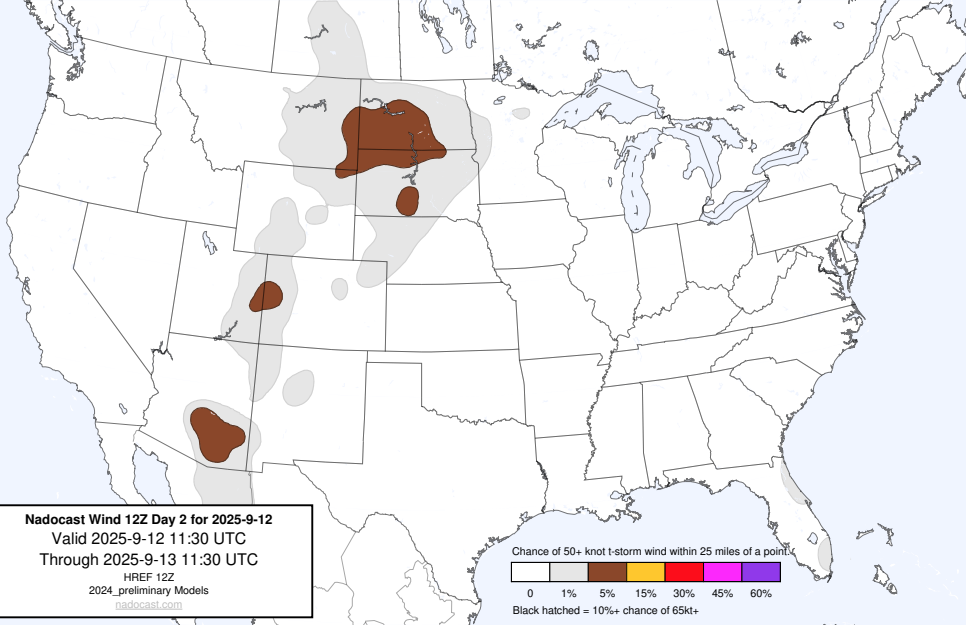 Nadocast Wind 12Z Day 2 for 2025-9-12
Valid 2025-9-12 11:30 UTC
Through 2025-9-13 11:30 UTC
HREF 12Z
2024_preliminary Models
nadocast.com
Chance of 50+ knot t-storm wind within 25 miles of a point.
0 1% 5% 15% 30% 45% 60%
Black hatched = 10%+ chance of 65kt+